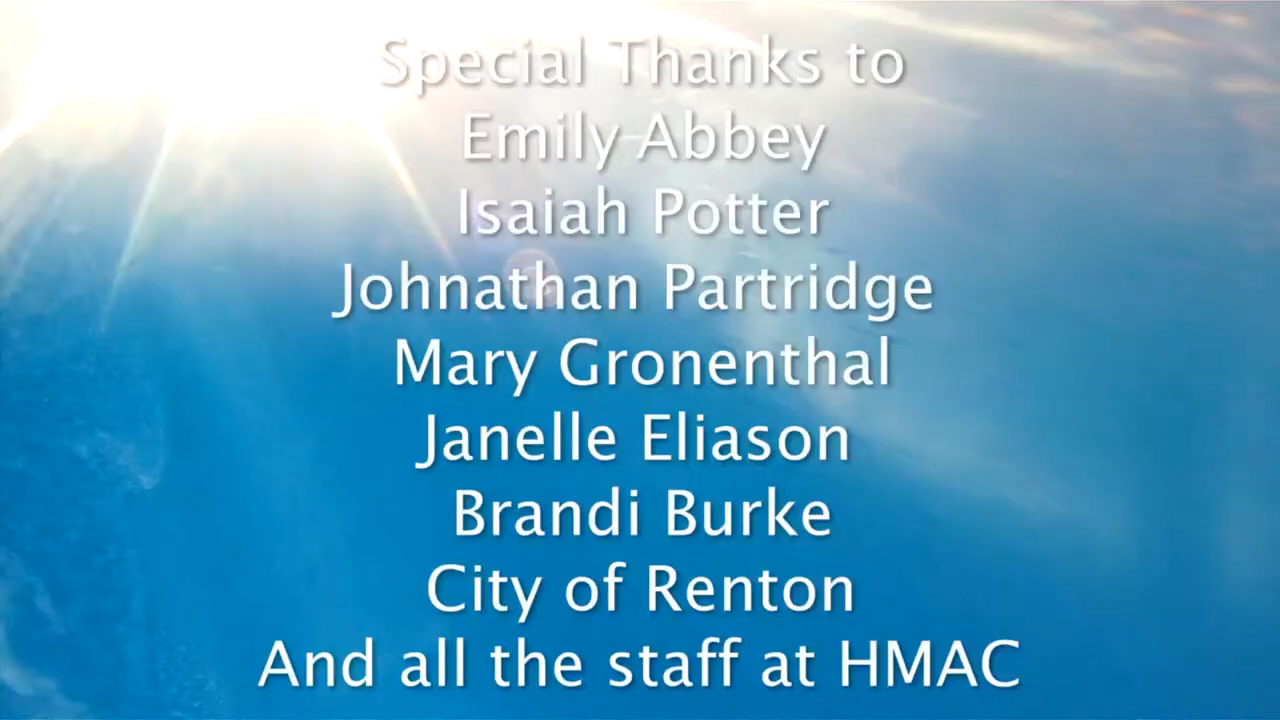 Special Thanks to
Emily Abbey
Isaiah Potter
Johnathan Partridge
Mary Gronenthal
Janelle Eliason
Brandi Burke
City of Renton
And all the staff at HMAC